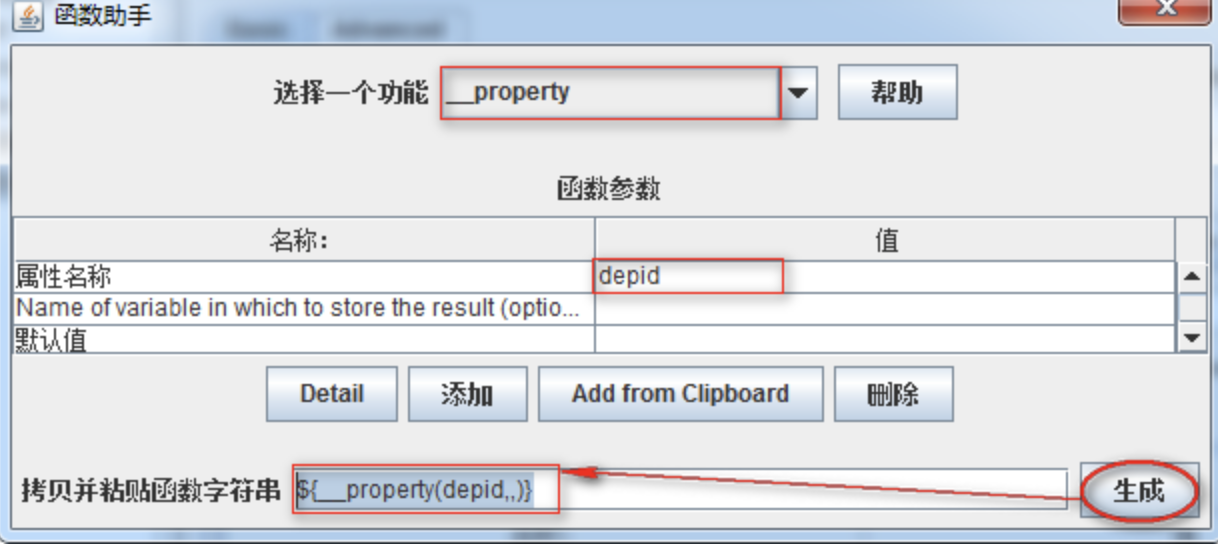 函数助手
选择一个功能 __property 帮助
函数参数
名称: 值
属性名称 depid
Name of variable in which to store the result (optio...
默认值
Detail 添加 Add from Clipboard 删除
拷贝并粘贴函数字符串 ${__property(depid,,)} 生成